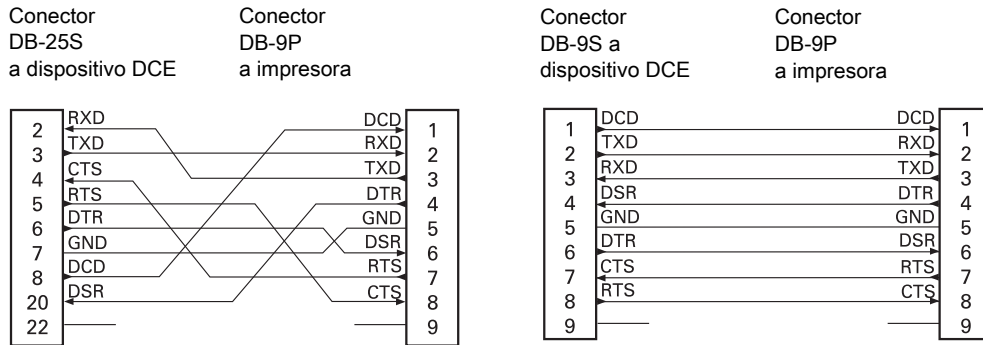 Conector
DB-25S
a dispositivo DCE
Conector
DB-9P
a impresora
2
3
4
5
6
7
8
20
22
RXD
TXD
CTS
RTS
DTR
GND
DCD
DSR
DCD
RXD
TXD
DTR
GND
DSR
RTS
CTS
1
2
3
4
5
6
7
8
9
Conector
DB-9S a
dispositivo DCE
Conector
DB-9P
a impresora
1
2
3
4
5
6
7
8
9
DCD
TXD
RXD
DSR
GND
DTR
CTS
RTS
DCD
RXD
TXD
DTR
GND
DSR
RTS
CTS
1
2
3
4
5
6
7
8
9